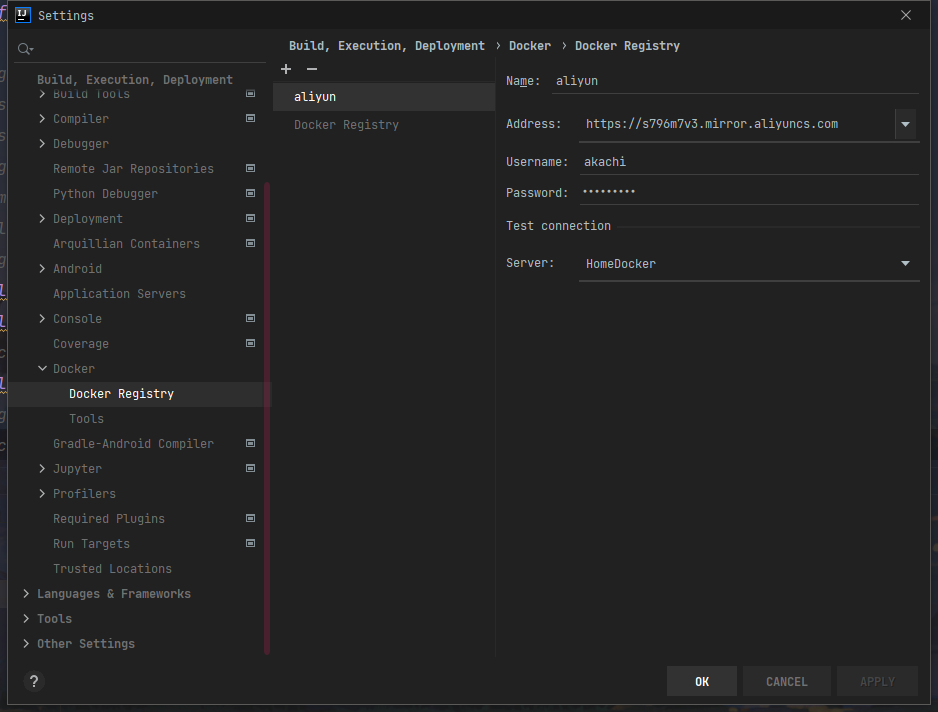 IJ Settings
Build, Execution, Deployment › Docker › Docker Registry
Build, Execution, Deployment
Build Tools
Compiler
Debugger
Remote Jar Repositories
Python Debugger
Deployment
Arquillian Containers
Android
Application Servers
Console
Coverage
Docker
Docker Registry
Tools
Gradle-Android Compiler
Jupyter
Profilers
Required Plugins
Run Targets
Trusted Locations
Languages & Frameworks
Tools
Other Settings
aliyun
Docker Registry
Name: aliyun
Address: https://s796m7v3.mirror.aliyuncs.com
Username: akachi
Password: •••••••••
Test connection
Server: HomeDocker
?
OK CANCEL APPLY